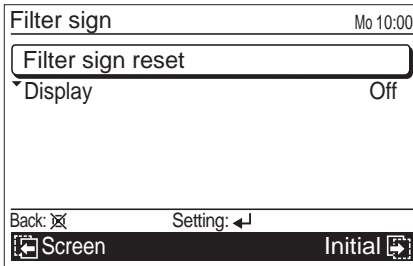 Filter sign Mo 10:00
Filter sign reset
Display Off
Back: Setting:
Screen Initial